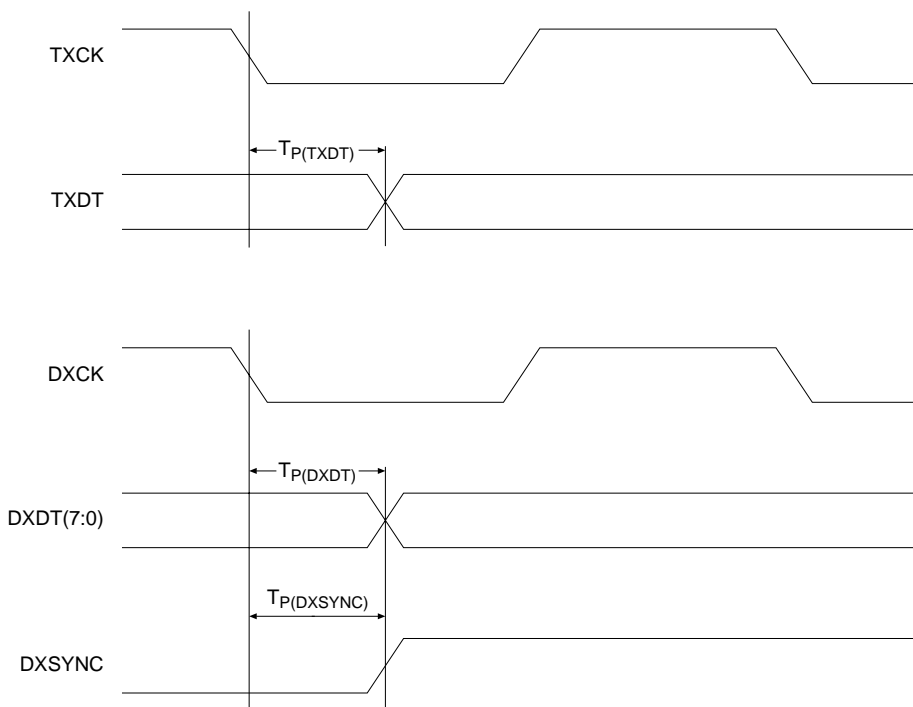 TXCK
TP(TXDT)
TXDT
DXCK
TP(DXDT)
DXDT(7:0)
TP(DXSYNC)
DXSYNC